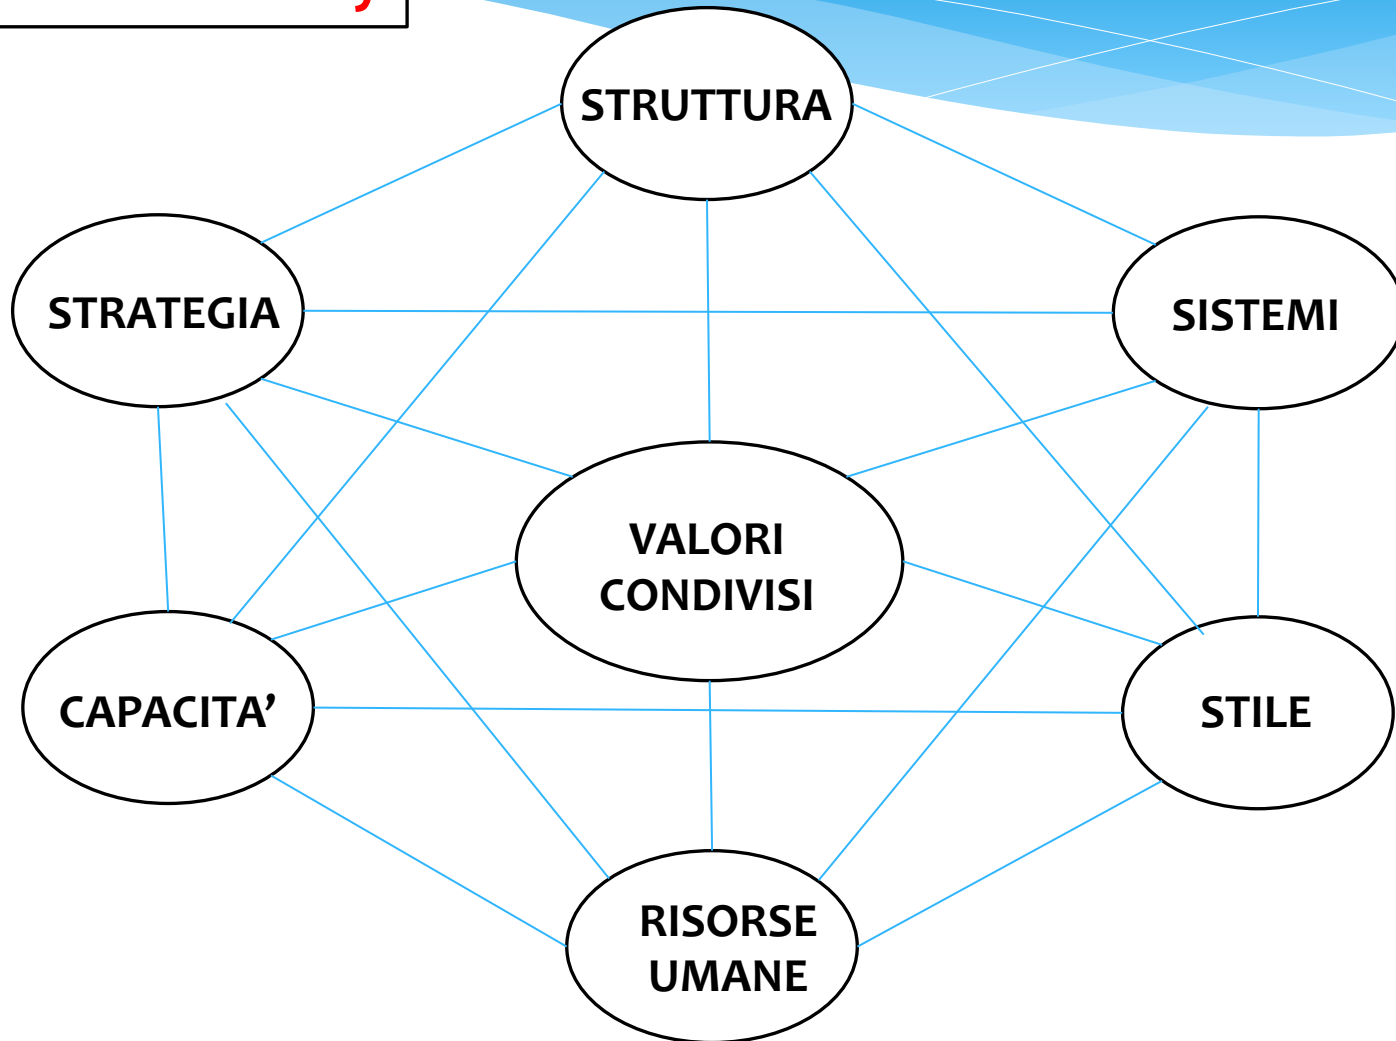 STRUTTURA
STRATEGIA
SISTEMI
VALORI
CONDIVISI
CAPACITA’
STILE
RISORSE
UMANE